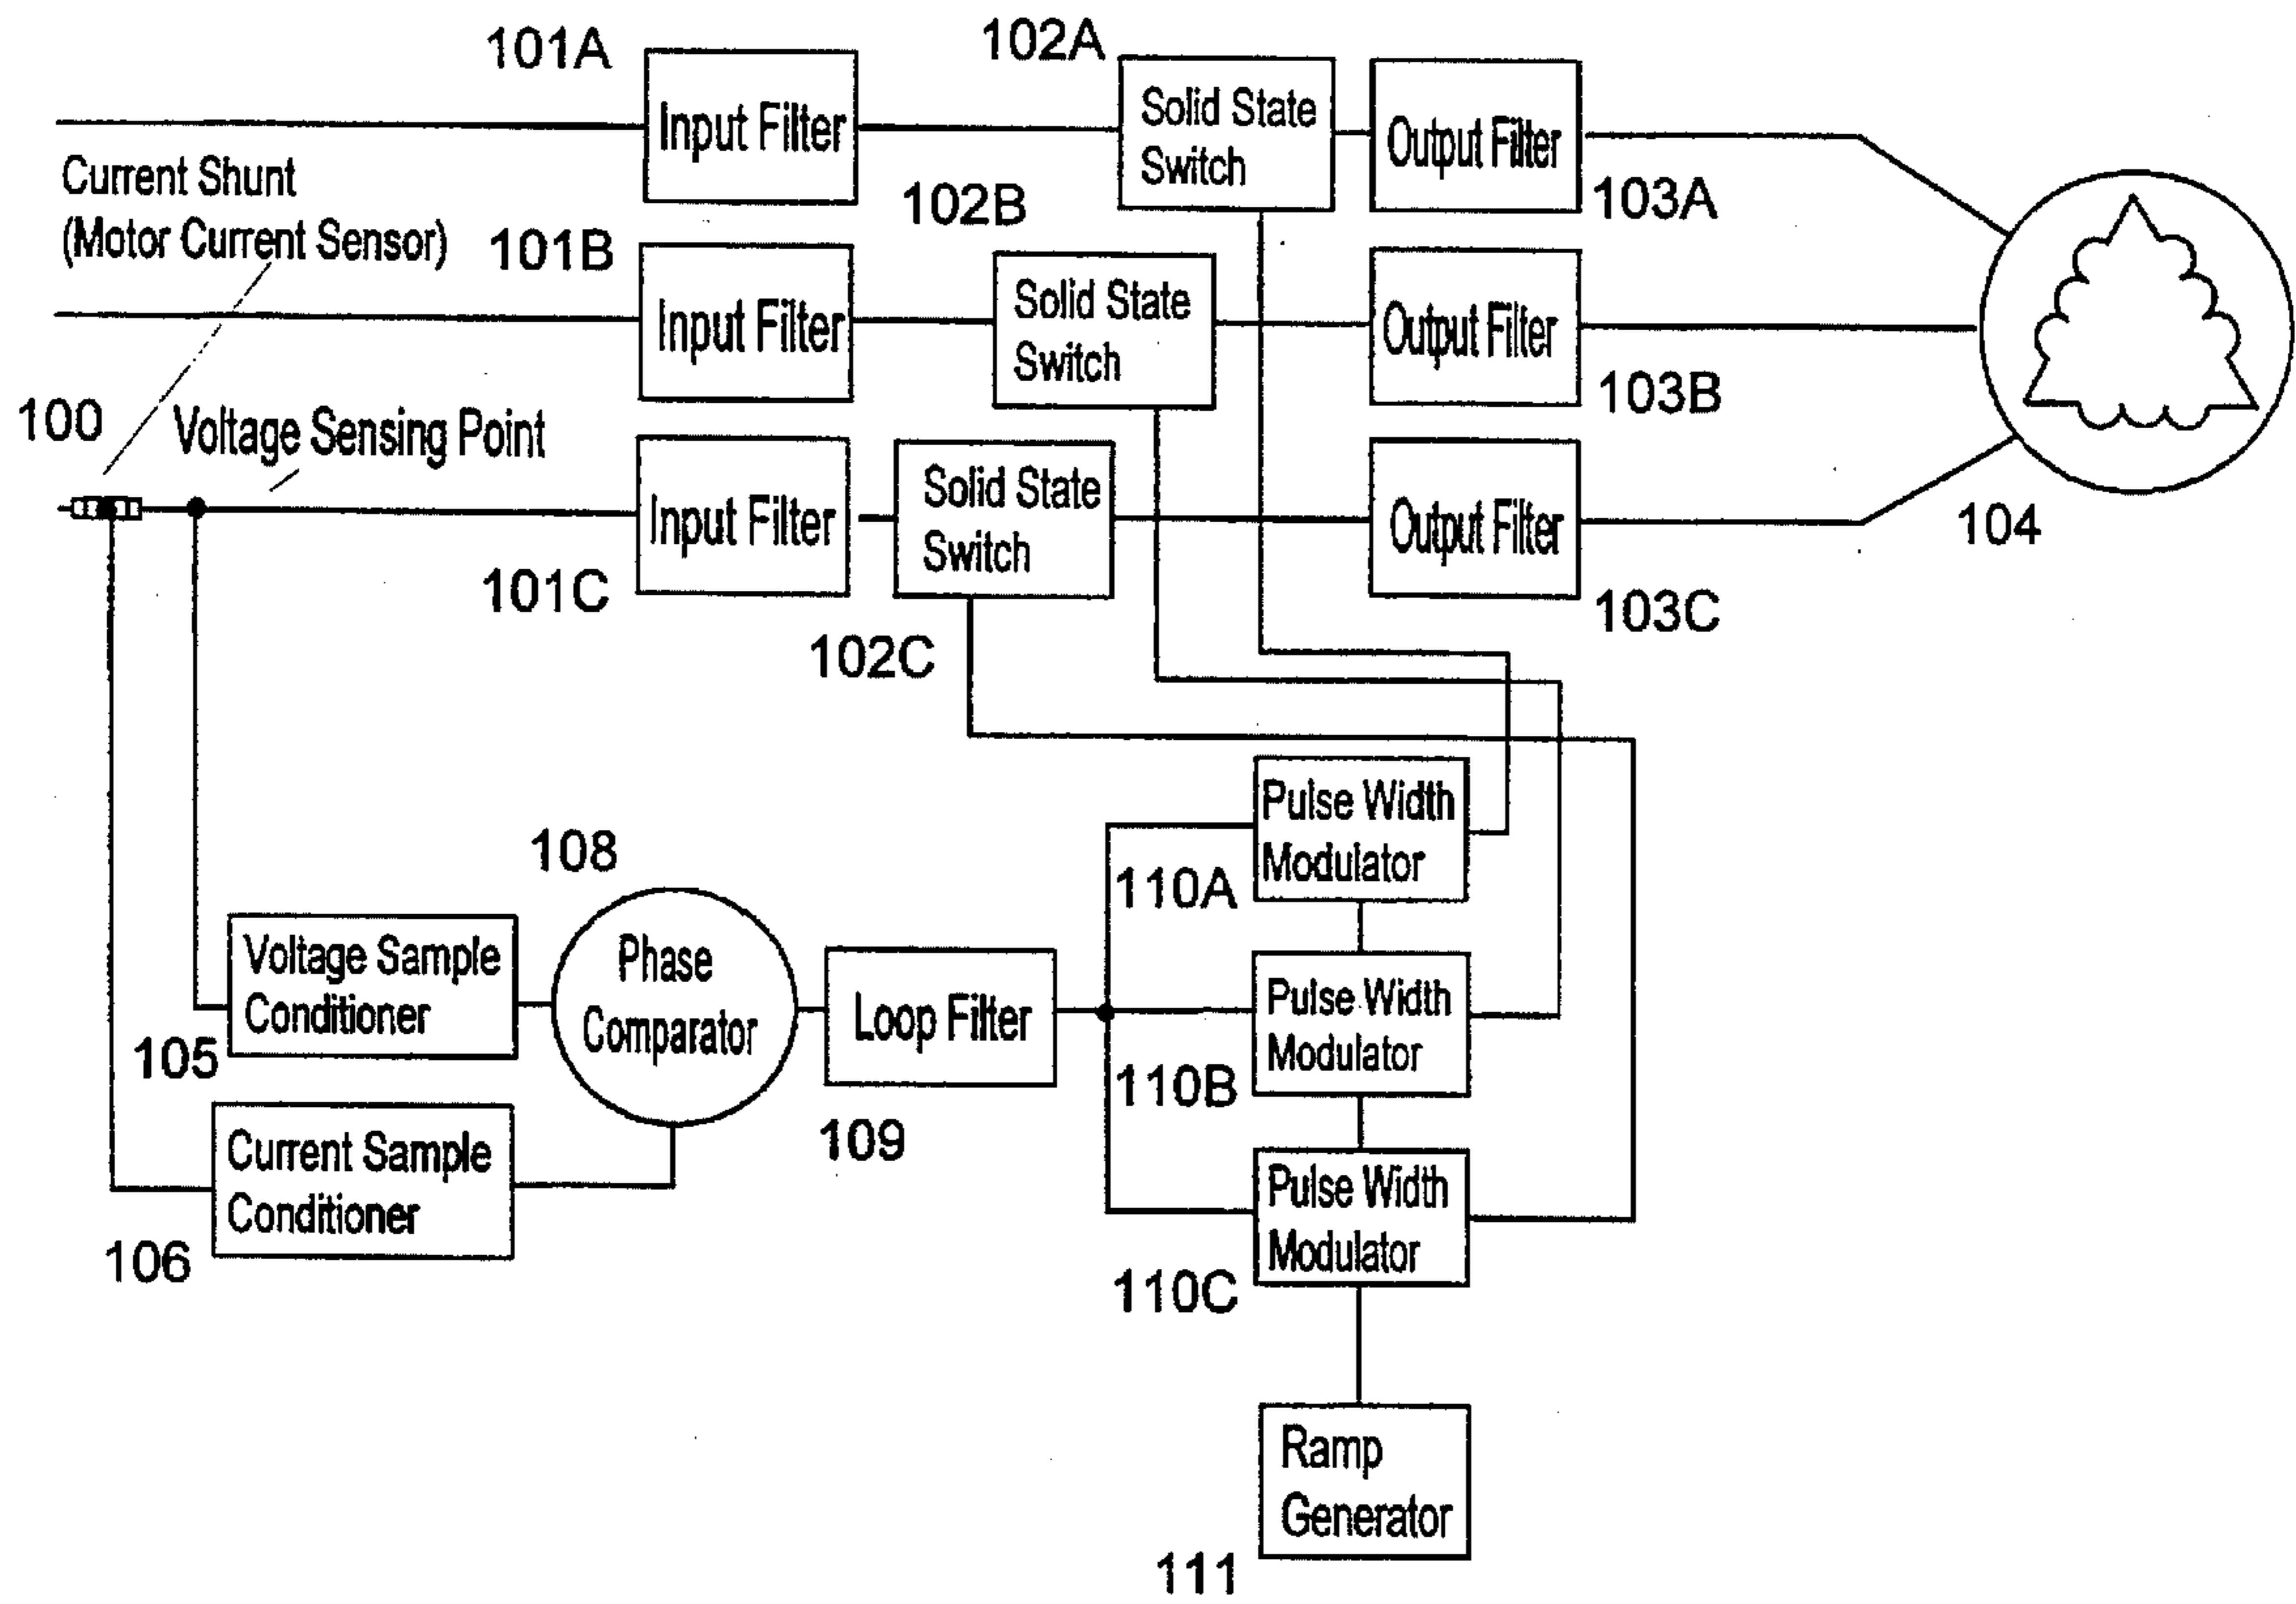 101A
102A
Input Filter
Solid State
Switch
Output Filter
103A
Current Shunt
(Motor Current Sensor)
101B
102B
Input Filter
Solid State
Switch
Output Filter
103B
100
Voltage Sensing Point
Input Filter
Solid State
Switch
Output Filter
104
101C
102C
103C
Pulse Width
Modulator
110A
108
Voltage Sample
Conditioner
105
Phase
Comparator
Loop Filter
109
Pulse Width
Modulator
110B
Current Sample
Conditioner
106
Pulse Width
Modulator
110C
Ramp
Generator
111